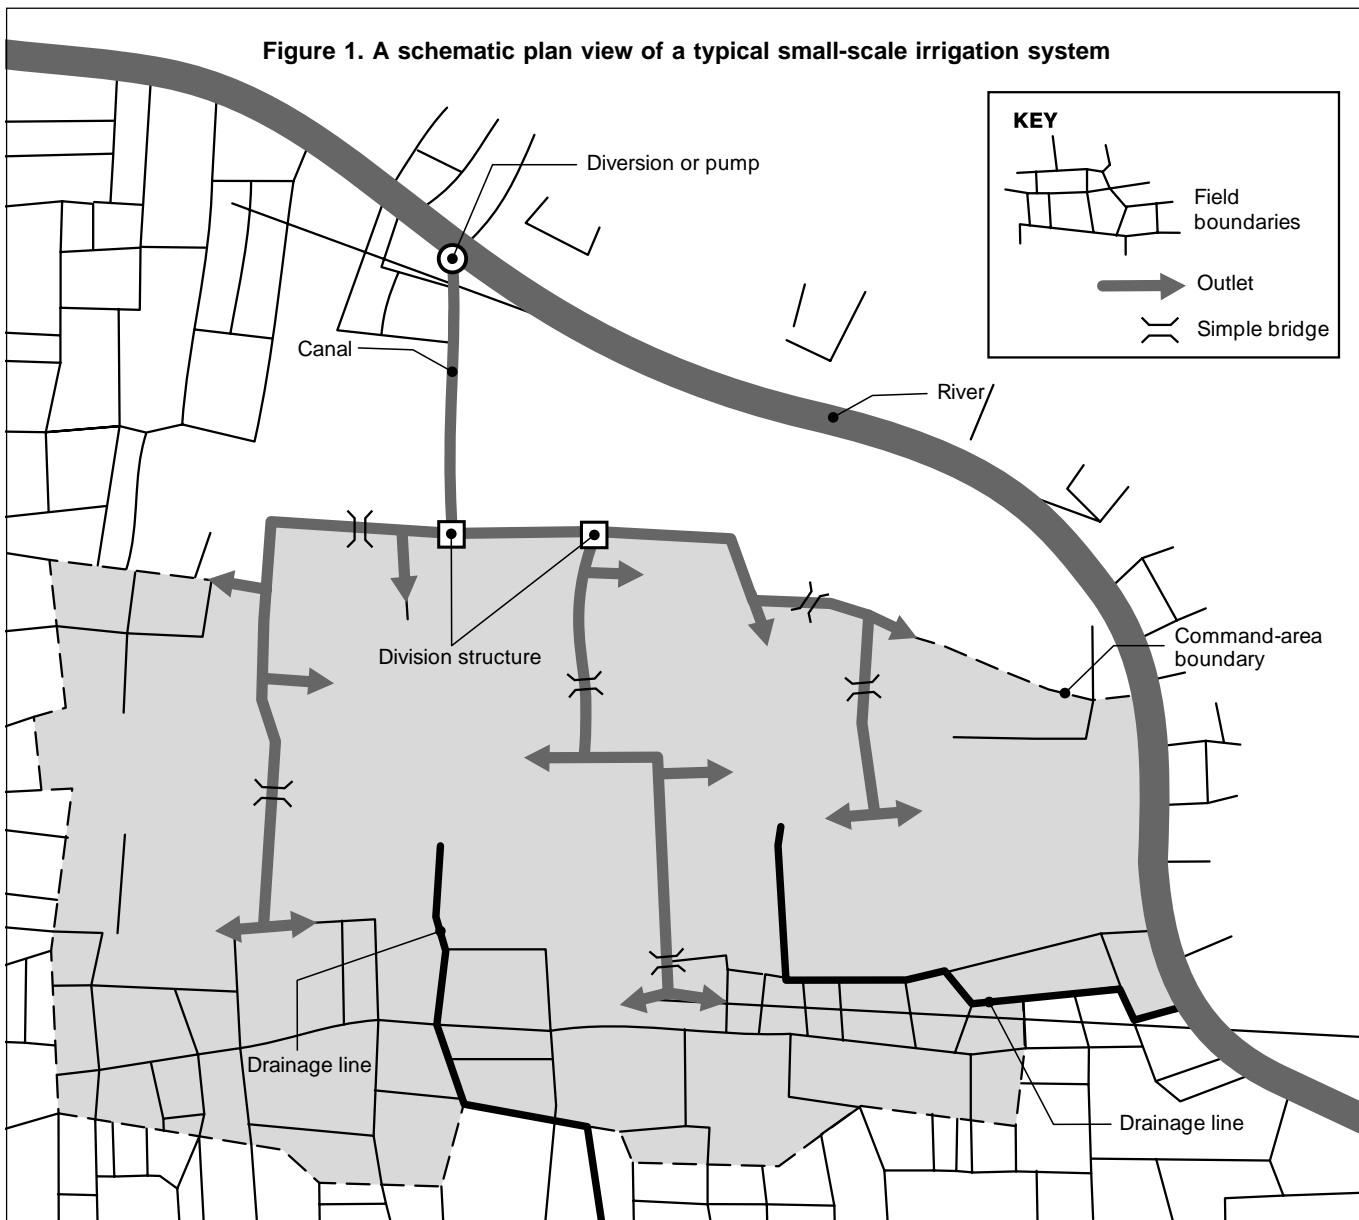 Figure 1. A schematic plan view of a typical small-scale irrigation system
KEY
Field
boundaries
Outlet
Simple bridge
Diversion or pump
Canal
River
Division structure
Command-area
boundary
Drainage line
Drainage line